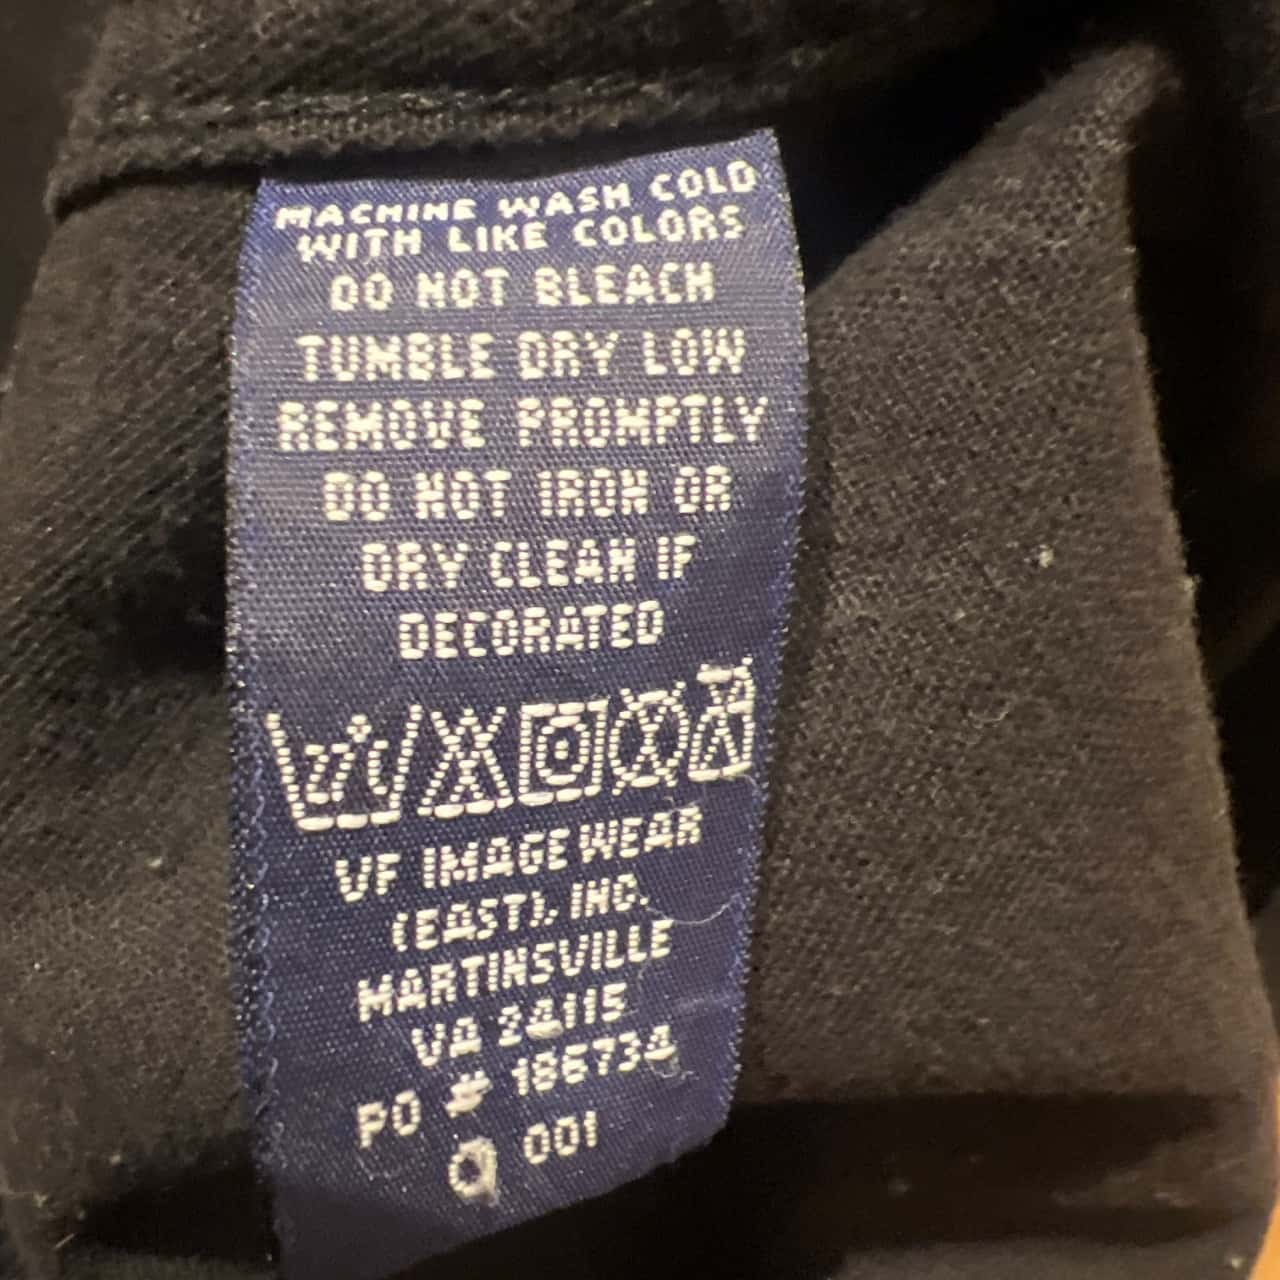 MACHINE WASH COLD
WITH LIKE COLORS
DO NOT BLEACH
TUMBLE DRY LOW
REMOVE PROMPTLY
DO NOT IRON OR
DRY CLEAN IF
DECORATED
VF IMAGEWEAR
(EAST), INC.
MARTINSVILLE
VA 24115
PO # 186734
9 001